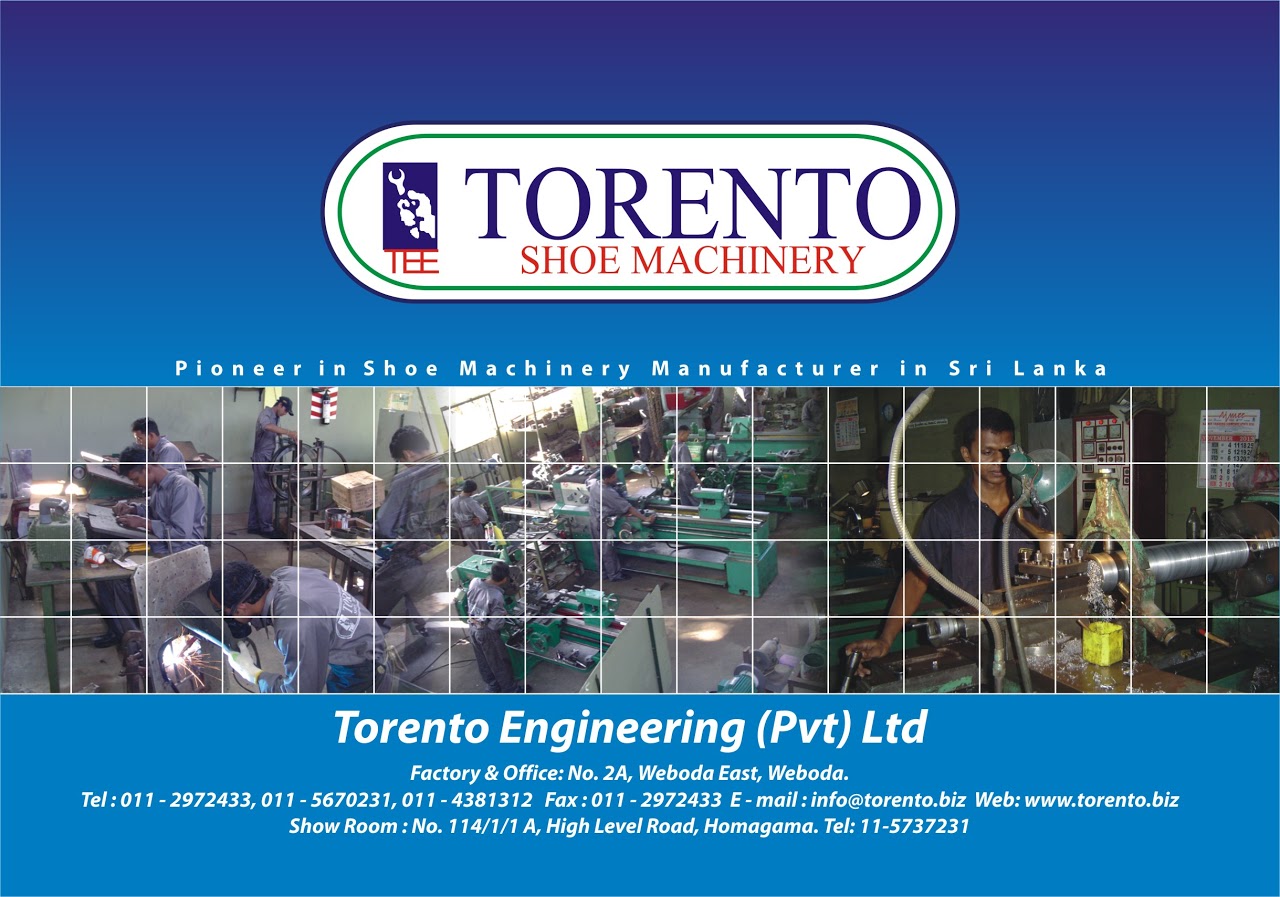 TEE
TORENTO
SHOE MACHINERY
Pioneer in Shoe Machinery Manufacturer in Sri Lanka
Torento Engineering (Pvt) Ltd
Factory & Office: No. 2A, Weboda East, Weboda.
Tel : 011 - 2972433, 011 - 5670231, 011 - 4381312 Fax : 011 - 2972433 E - mail : info@torento.biz Web: www.torento.biz
Show Room : No. 114/1/1 A, High Level Road, Homagama. Tel: 11-5737231